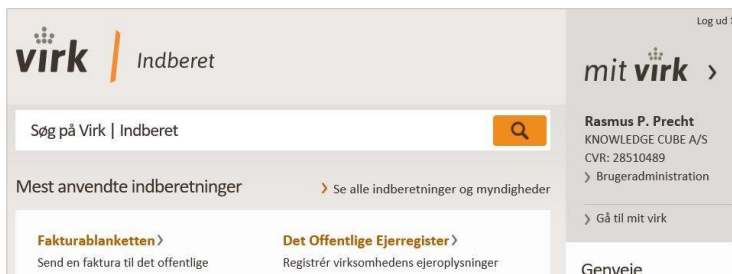 virk | Indberet
Søg på Virk | Indberet
Mest anvendte indberetninger
› Se alle indberetninger og myndigheder
Fakturablanketten ›
Send en faktura til det offentlige
Det Offentlige Ejerregister ›
Registrér virksomhedens ejeroplysninger
Log ud
mit virk ›
Rasmus P. Precht
KNOWLEDGE CUBE A/S
CVR: 28510489
› Brugeradministration
› Gå til mit virk
Genveje